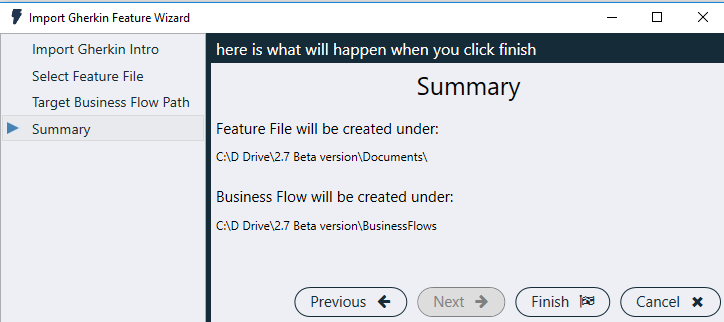 Import Gherkin Feature Wizard
Import Gherkin Intro
Select Feature File
Target Business Flow Path
Summary
here is what will happen when you click finish
Summary
Feature File will be created under:
C:\D Drive\2.7 Beta version\Documents\
Business Flow will be created under:
C:\D Drive\2.7 Beta version\BusinessFlows
Previous
Next
Finish
Cancel